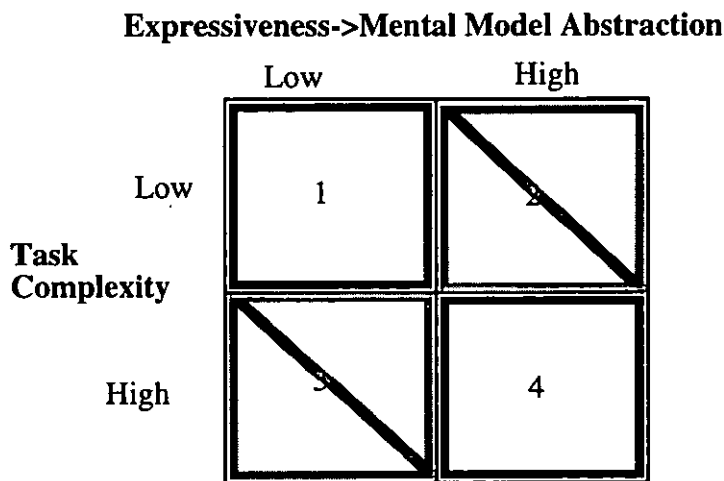 Expressiveness->Mental Model Abstraction
Low High
Low 1 2
Task
Complexity
High 3 4